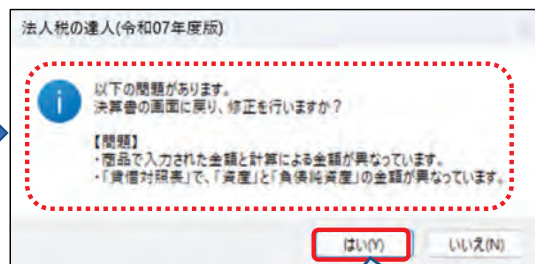 法人税の達人(令和07年度版)
以下の問題があります。
決算書の画面に戻り、修正を行いますか？
【問題】
・商品で入力された金額と計算による金額が異なっています。
・「貸借対照表」で、「資産」と「負債純資産」の金額が異なっています。
はい(Y)
いいえ(N)